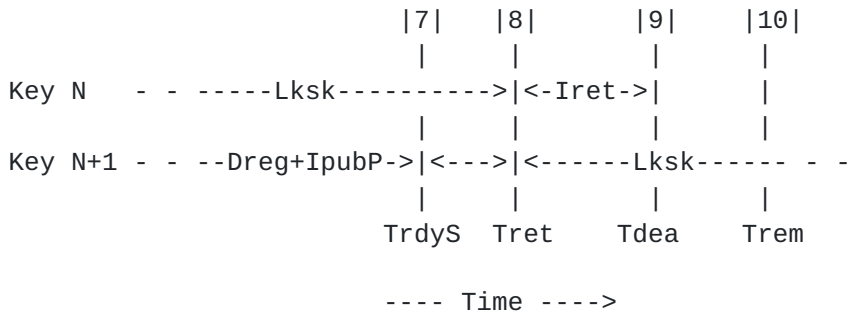 |7| |8| |9| |10|
| | | |
Key N - - -----Lksk---------->|<-Iret->| |
| | | |
Key N+1 - - --Dreg+IpubP->|<--->|<------Lksk------ - -
| | | |
TrdyS Tret Tdea Trem
---- Time ---->